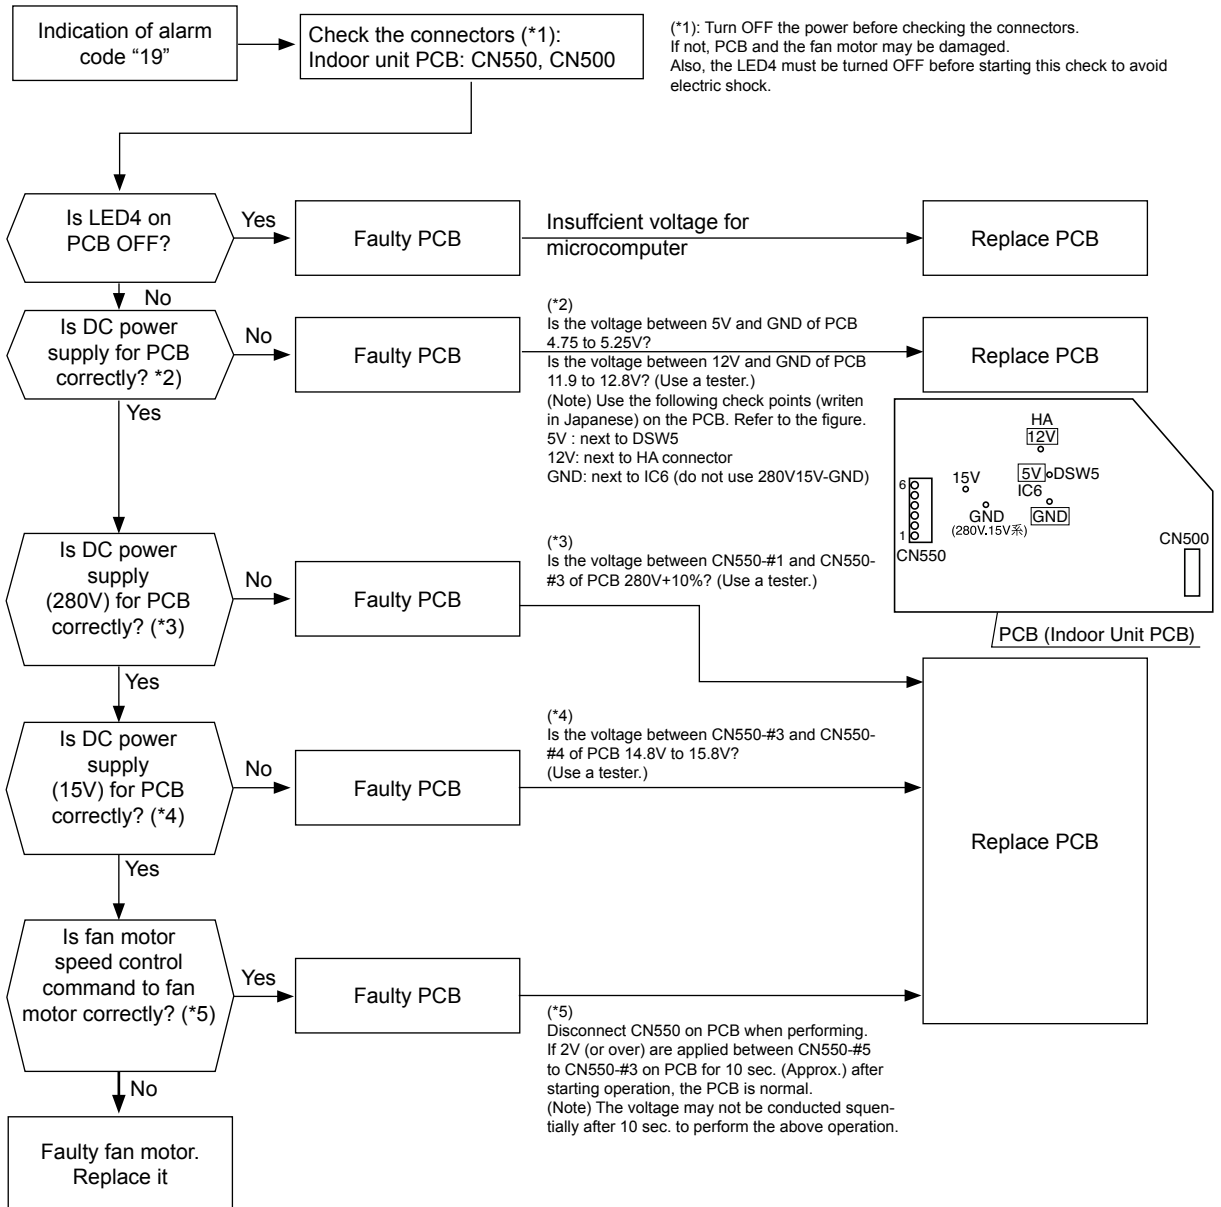 Indication of alarm
code “19”
Check the connectors (*1):
Indoor unit PCB: CN550, CN500
(*1): Turn OFF the power before checking the connectors.
If not, PCB and the fan motor may be damaged.
Also, the LED4 must be turned OFF before starting this check to avoid
electric shock.
Is LED4 on
PCB OFF?
Yes
Faulty PCB
Insuffcient voltage for
microcomputer
Replace PCB
No
Is DC power
supply for PCB
correctly? *2)
No
Faulty PCB
(*2)
Is the voltage between 5V and GND of PCB
4.75 to 5.25V?
Is the voltage between 12V and GND of PCB
11.9 to 12.8V? (Use a tester.)
(Note) Use the following check points (writen
in Japanese) on the PCB. Refer to the figure.
5V : next to DSW5
12V: next to HA connector
GND: next to IC6 (do not use 280V15V-GND)
Replace PCB
Yes
HA
12V
15V
5V
DSW5
IC6
GND
(280V.15V系)
GND
6
1
CN550
CN500
PCB (Indoor Unit PCB)
Is DC power
supply
(280V) for PCB
correctly? (*3)
No
Faulty PCB
(*3)
Is the voltage between CN550-#1 and CN550-
#3 of PCB 280V+10%? (Use a tester.)
Yes
Is DC power
supply
(15V) for PCB
correctly? (*4)
No
Faulty PCB
(*4)
Is the voltage between CN550-#3 and CN550-
#4 of PCB 14.8V to 15.8V?
(Use a tester.)
Replace PCB
Yes
Is fan motor
speed control
command to fan
motor correctly? (*5)
Yes
Faulty PCB
(*5)
Disconnect CN550 on PCB when performing.
If 2V (or over) are applied between CN550-#5
to CN550-#3 on PCB for 10 sec. (Approx.) after
starting operation, the PCB is normal.
(Note) The voltage may not be conducted squen-
tially after 10 sec. to perform the above operation.
No
Faulty fan motor.
Replace it